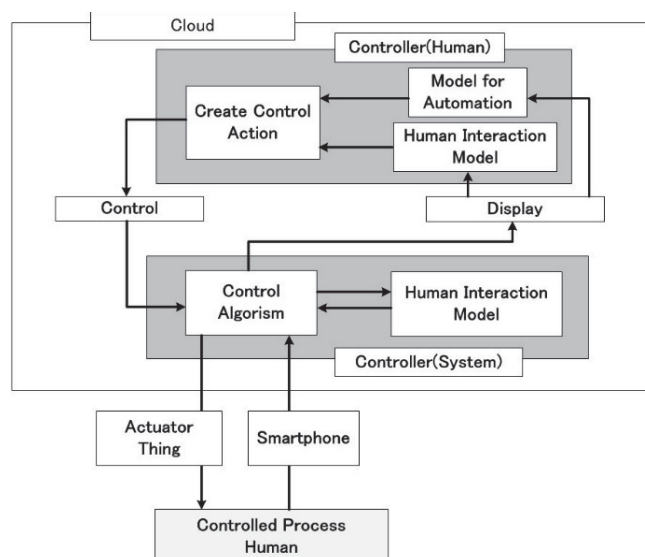 Cloud
Controller(Human)
Model for
Automation
Create Control
Action
Human Interaction
Model
Control
Display
Control
Algorism
Human Interaction
Model
Controller(System)
Actuator
Thing
Smartphone
Controlled Process
Human